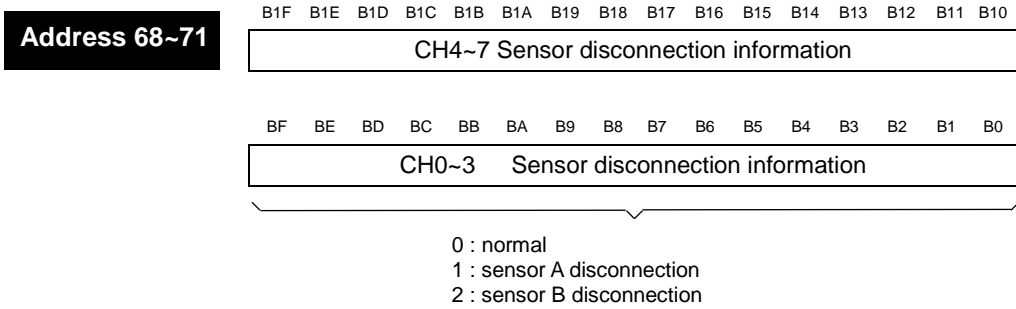 B1F B1E B1D B1C B1B B1A B19 B18 B17 B16 B15 B14 B13 B12 B11 B10
Address 68~71
CH4~7 Sensor disconnection information
BF BE BD BC BB BA B9 B8 B7 B6 B5 B4 B3 B2 B1 B0
CH0~3 Sensor disconnection information
0 : normal
1 : sensor A disconnection
2 : sensor B disconnection